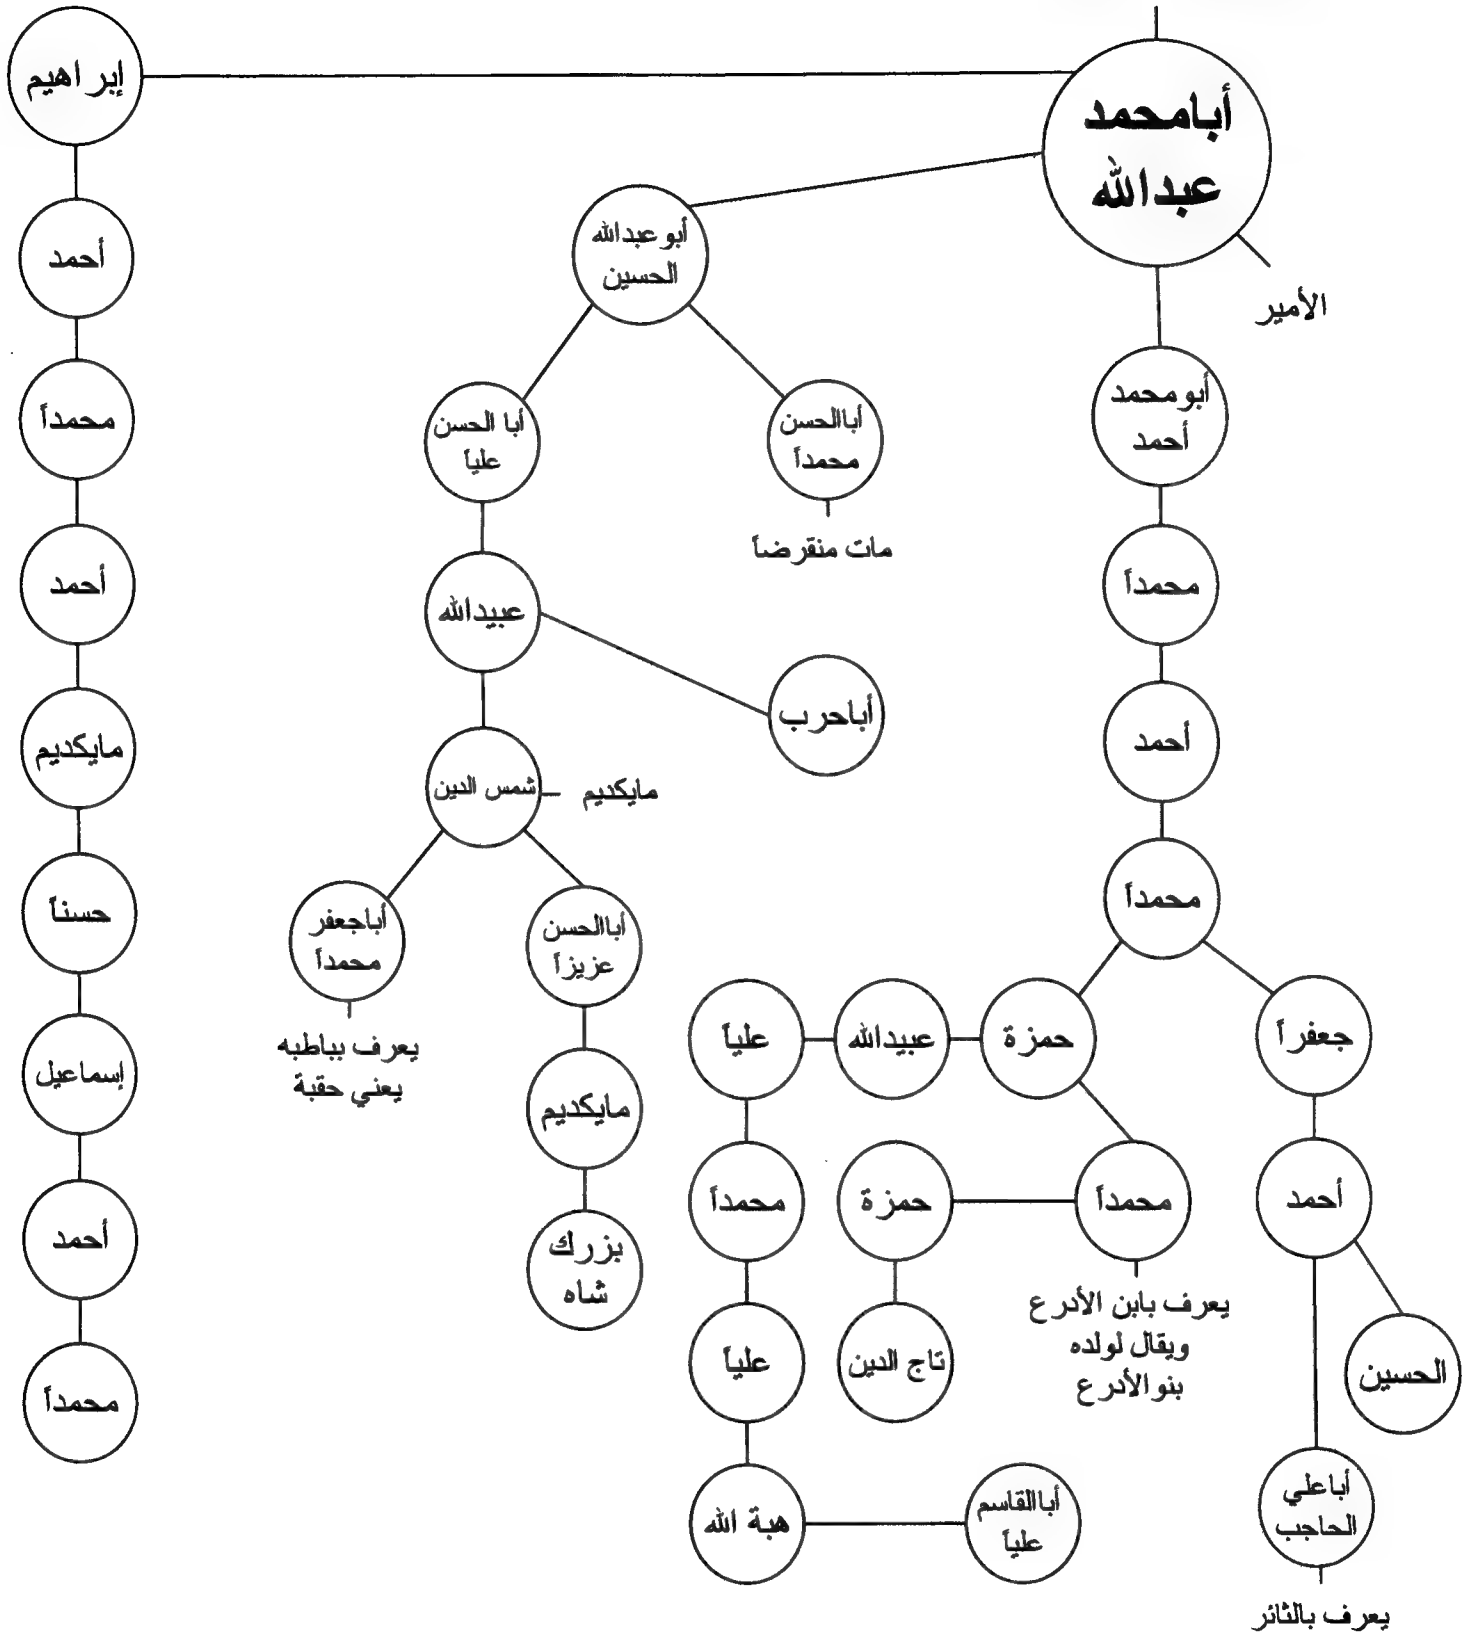 إبراهيم
أبامحمد
عبدالله
الأمير
أبو عبدالله
الحسين
أحمد
أبو محمد
أحمد
أبا الحسن
علياً
أباالحسن
محمداً
مات منقرضاً
محمداً
محمداً
أحمد
عبيدالله
أباحرب
أحمد
مايكديم
شمس الدين
مايكديم
محمداً
حسناً
أباجعفر
محمداً
يعرف بباطبه
يعني حقبة
أباالحسن
عزيزاً
جعفراً
حمزة
عبيدالله
علياً
إسماعيل
مايكديم
أحمد
محمداً
يعرف بابن الأدرع
ويقال لولده
بنو الأدرع
حمزة
محمداً
أحمد
بزرك
شاه
الحسين
تاج الدين
علياً
محمداً
أباعلي
الحاجب
يعرف بالثائر
أباالقاسم
علياً
هبة الله